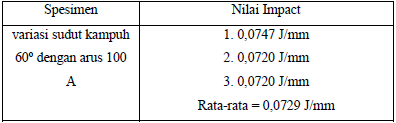 Spesimen Nilai Impact
variasi sudut kampuh 1. 0,0747 J/mm
60º dengan arus 100 2. 0,0720 J/mm
A 3. 0,0720 J/mm
Rata-rata = 0,0729 J/mm